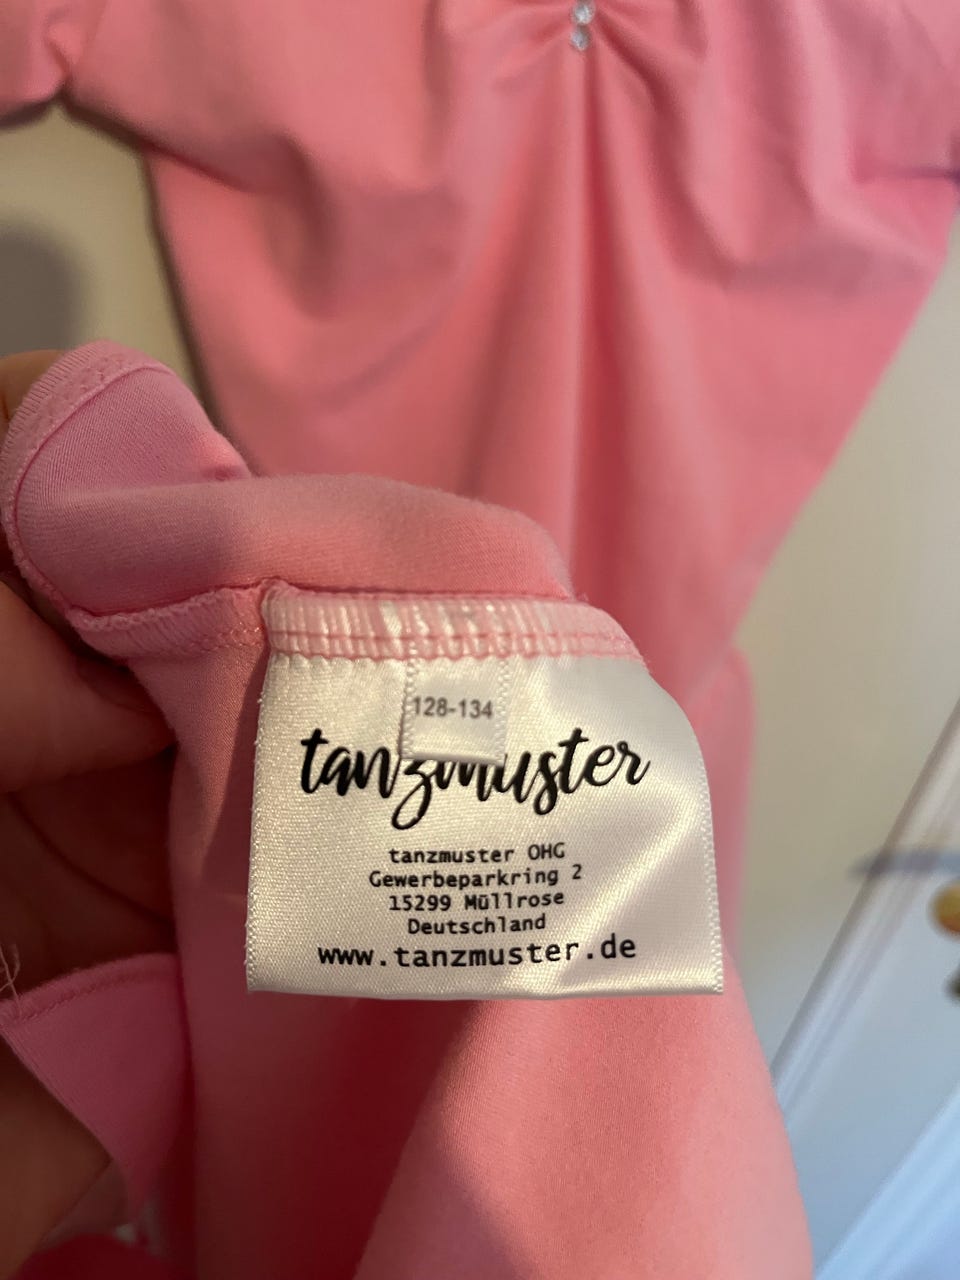 128-134
tanzmuster
tanzmuster OHG
Gewerbeparkring 2
15299 Müllrose
Deutschland
www.tanzmuster.de